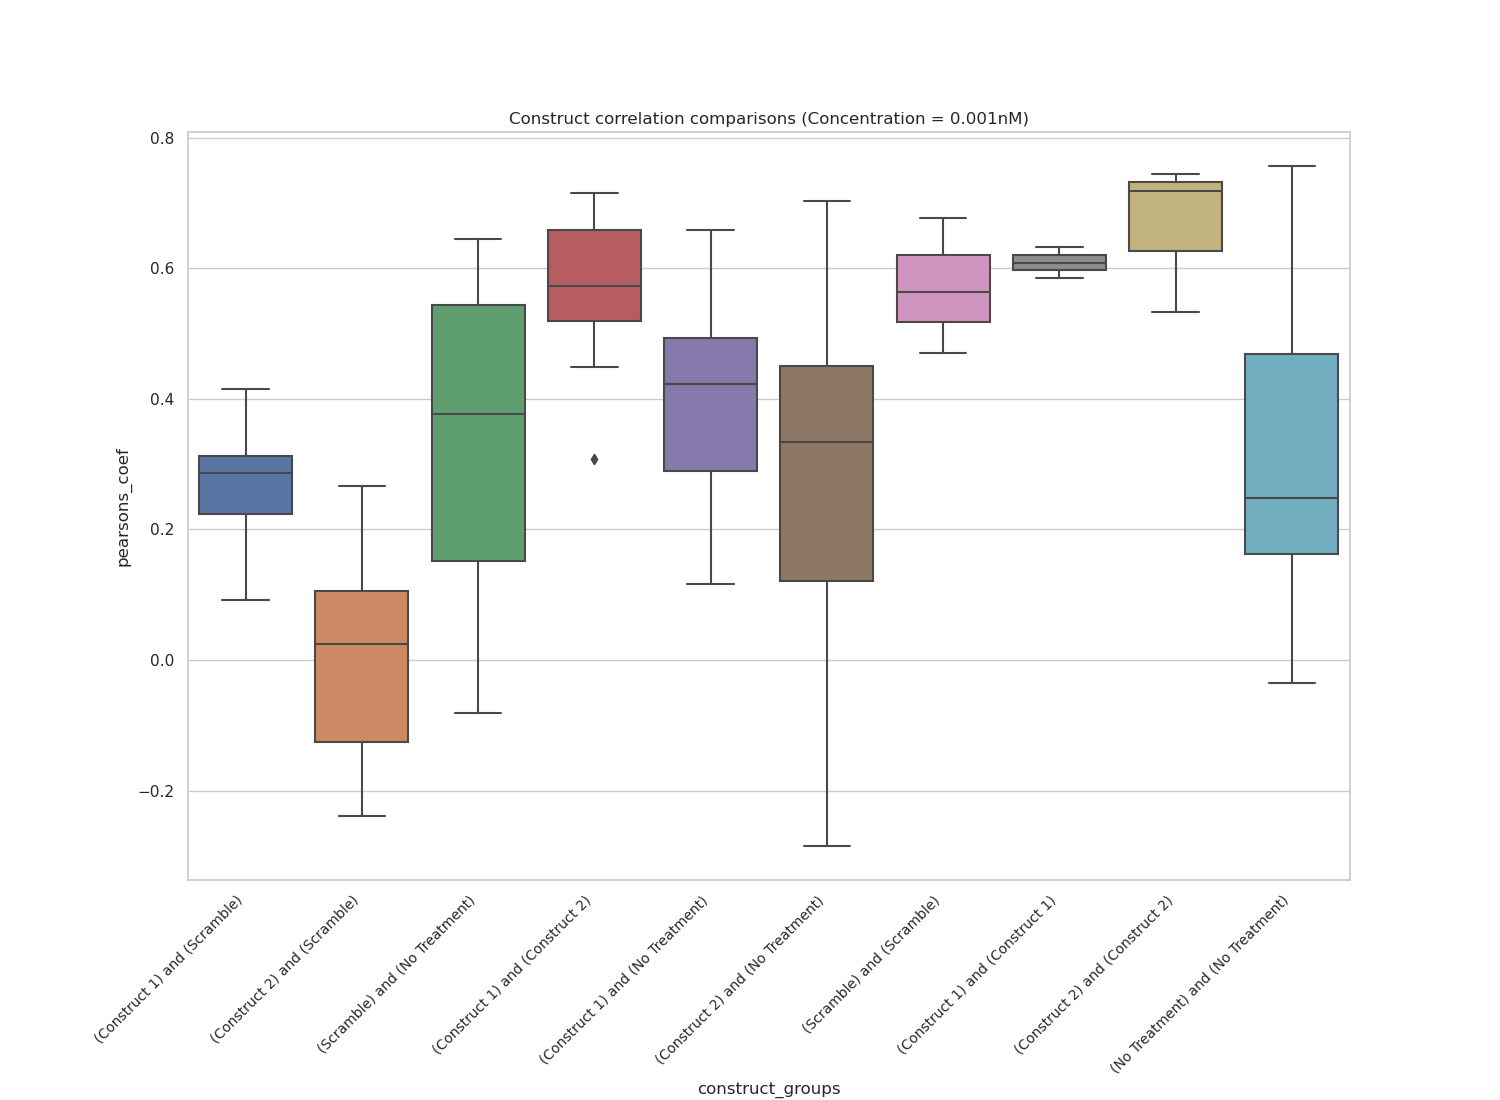 Construct correlation comparisons (Concentration = 0.001nM)
0.8
0.6
0.4
0.2
0.0
−0.2
pearsons_coef
(Construct 1) and (Scramble)
(Construct 2) and (Scramble)
(Scramble) and (No Treatment)
(Construct 1) and (Construct 2)
(Construct 1) and (No Treatment)
(Construct 2) and (No Treatment)
(Scramble) and (Scramble)
(Construct 1) and (Construct 1)
(Construct 2) and (Construct 2)
(No Treatment) and (No Treatment)
construct_groups